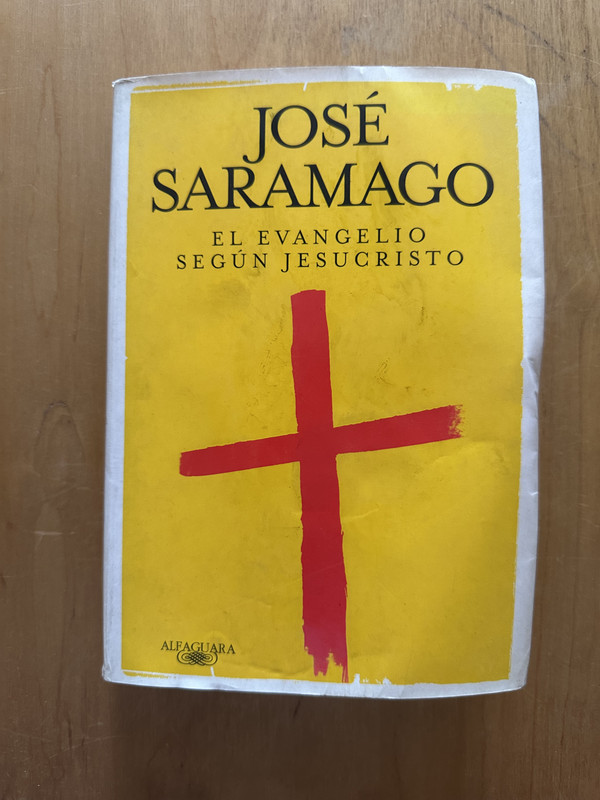 JOSÉ
SARAMAGO
EL EVANGELIO
SEGÚN JESUCRISTO
ALFAGUARA